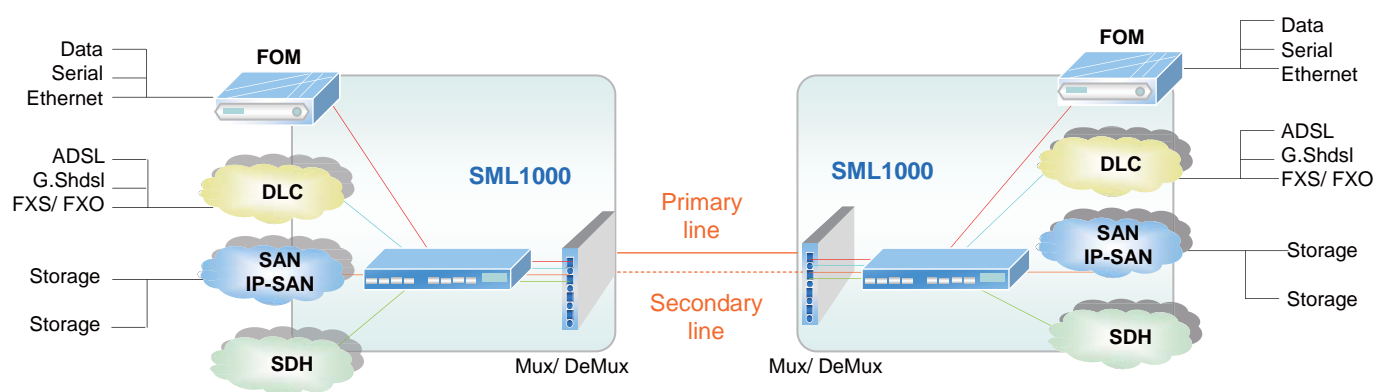 Data
Serial
Ethernet
FOM
ADSL
G.Shdsl
FXS/ FXO
DLC
SML1000
Storage
Storage
SAN
IP-SAN
SDH
Mux/ DeMux
Primary
line
Secondary
line
FOM
Data
Serial
Ethernet
SML1000
DLC
ADSL
G.Shdsl
FXS/ FXO
SAN
IP-SAN
Storage
Storage
SDH
Mux/ DeMux